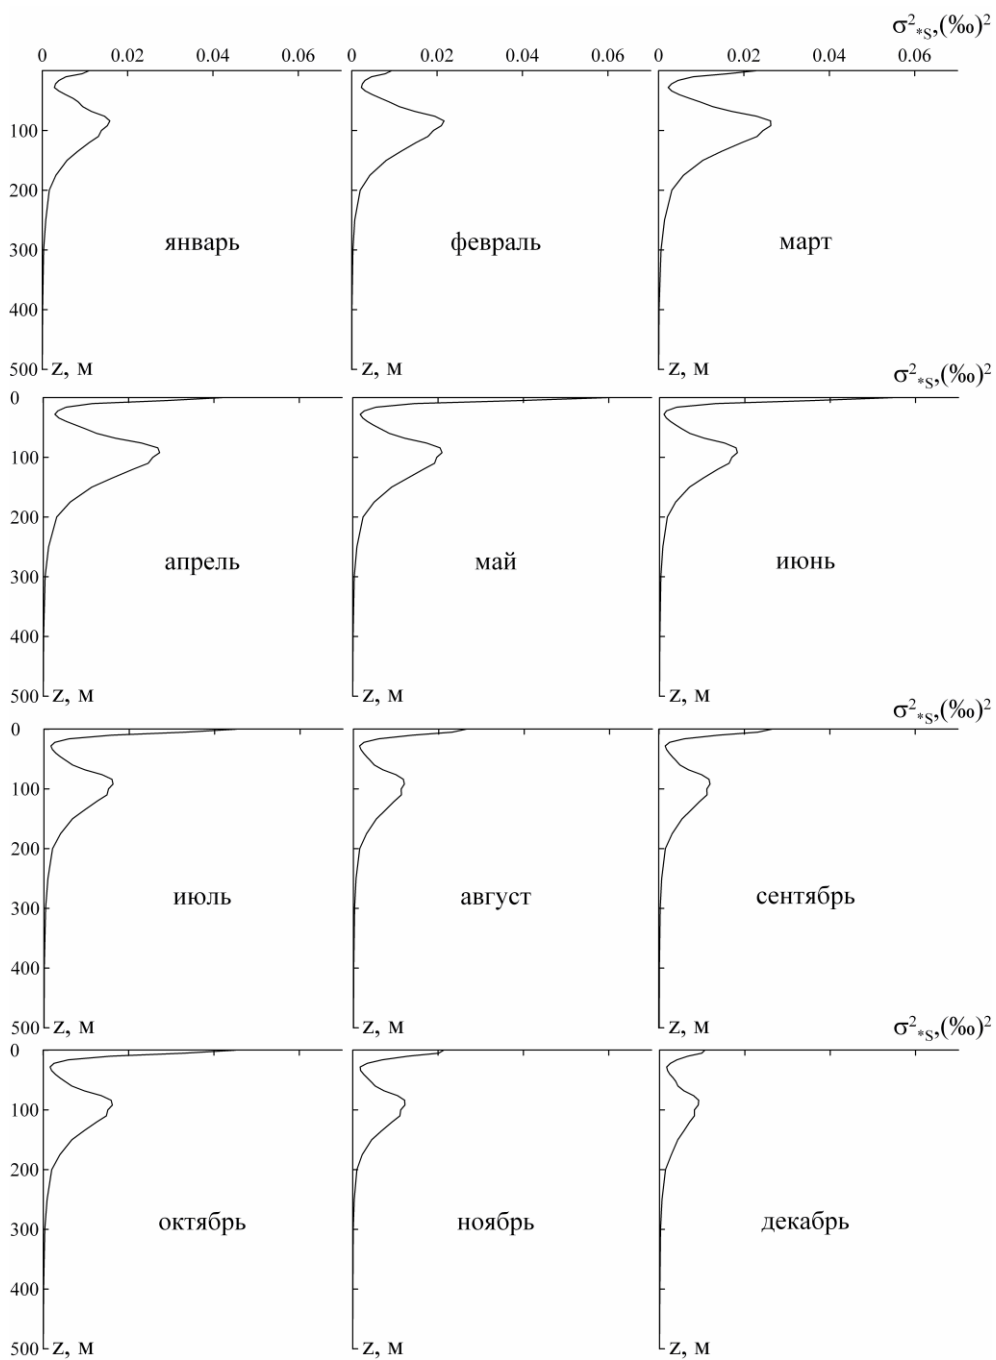 σ²*S,(‰)²
0 0.02 0.04 0.06 0 0.02 0.04 0.06 0 0.02 0.04 0.06
100
200
январь февраль март
300
400
500 z, м z, м z, м
σ²*S,(‰)²
0
100
200
апрель май июнь
300
400
500 z, м z, м z, м
σ²*S,(‰)²
0
100
200
июль август сентябрь
300
400
500 z, м z, м z, м
σ²*S,(‰)²
0
100
200
октябрь ноябрь декабрь
300
400
500 z, м z, м z, м